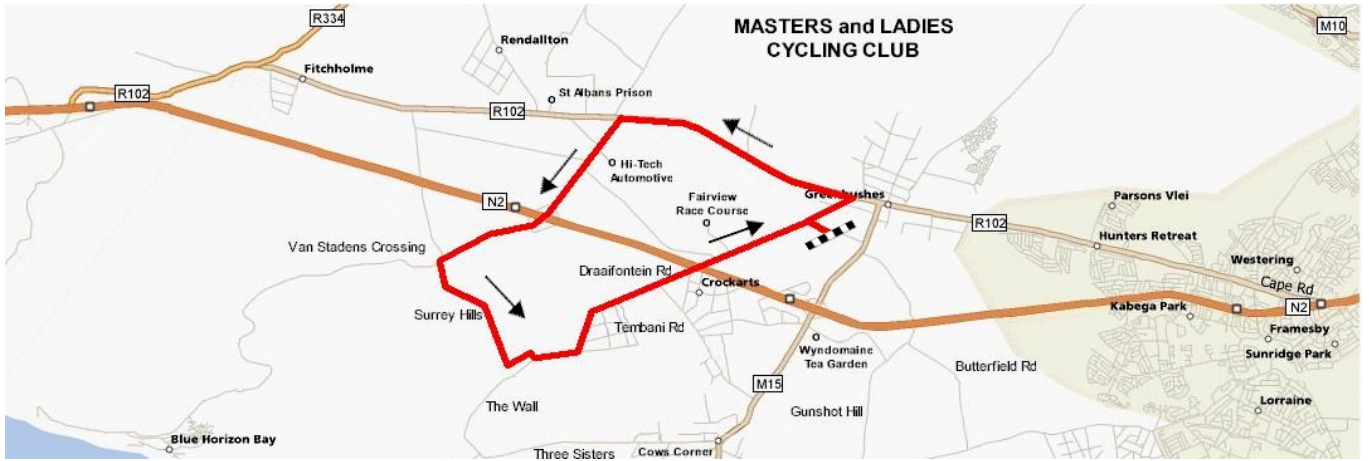 MASTERS and LADIES
CYCLING CLUB
R334
M10
Rendallton
Fitchholme
R102
St Albans Prison
R102
Hi-Tech
Automotive
Fairview
Race Course
Greenbushes
Parsons Vlei
N2
R102
Hunters Retreat
Van Stadens Crossing
Westering
Draaifontein Rd
Crockarts
Cape Rd
Kabega Park
N2
Surrey Hills
Tembani Rd
Framesby
Sunridge Park
Wyndomaine
Tea Garden
Butterfield Rd
M15
The Wall
Gunshot Hill
Lorraine
Blue Horizon Bay
Three Sisters
Cows Corner